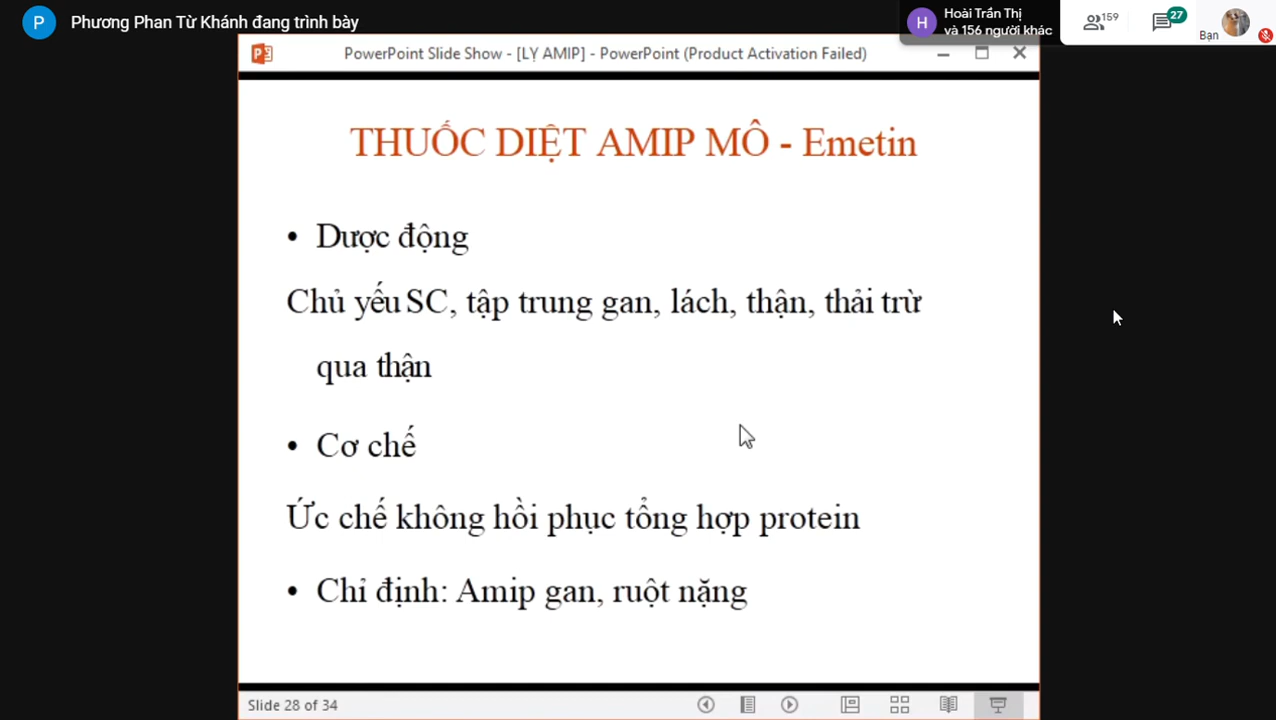 P Phương Phan Từ Khánh đang trình bày
H Hoài Trần Thị
và 156 người khác
159
27
Bạn
PowerPoint Slide Show - [LỴ AMIP] - PowerPoint (Product Activation Failed)
THUỐC DIỆT AMIP MÔ - Emetin
• Dược động
Chủ yếu SC, tập trung gan, lách, thận, thải trừ
qua thận
• Cơ chế
Ức chế không hồi phục tổng hợp protein
• Chỉ định: Amip gan, ruột nặng
Slide 28 of 34